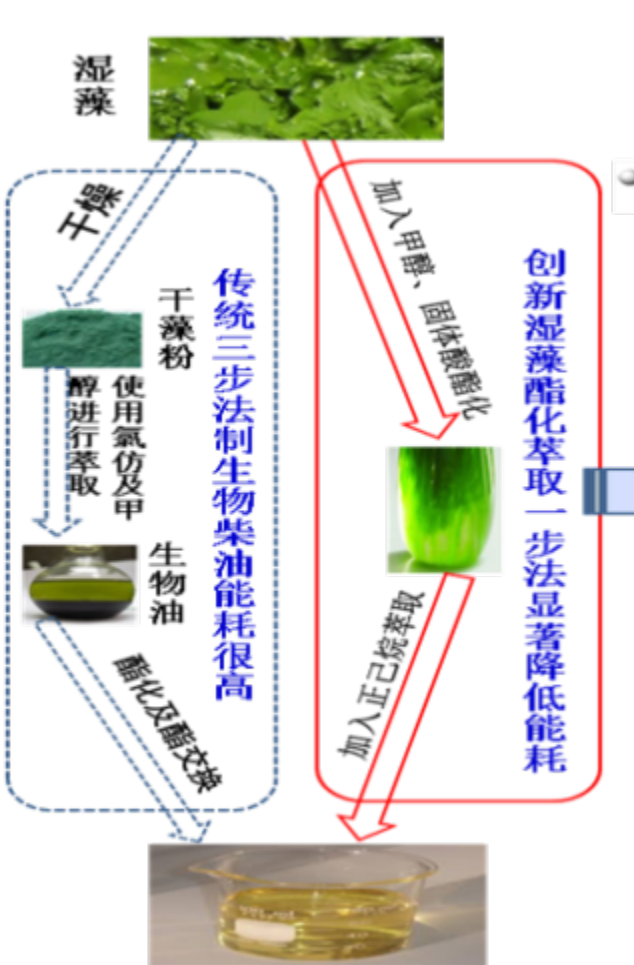 湿藻
干燥
干藻粉
使用氯仿及甲
醇进行萃取
生物油
酯化及酯交换
传统三步法制生物柴油能耗很高
加入甲醇、固体酸酯化
加入正己烷萃取
创新湿藻酯化萃取一步法显著降低能耗